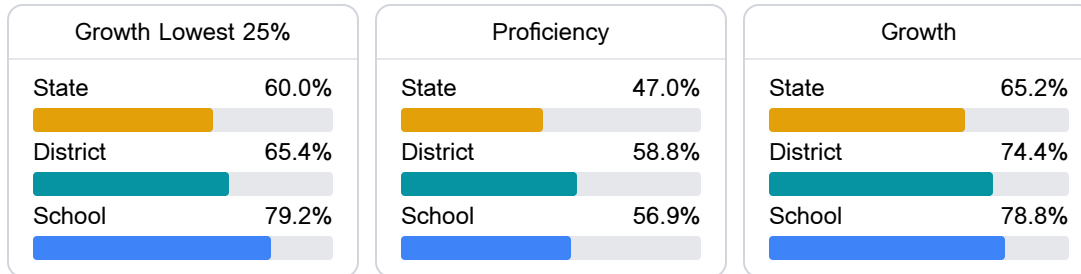 Growth Lowest 25%
State 60.0%
District 65.4%
School 79.2%
Proficiency
State 47.0%
District 58.8%
School 56.9%
Growth
State 65.2%
District 74.4%
School 78.8%